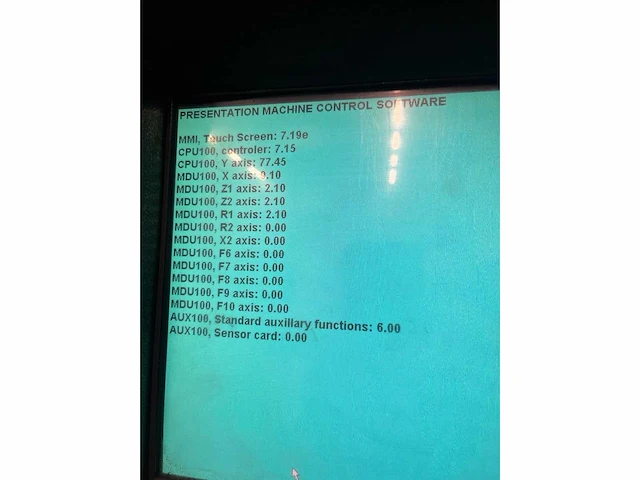 PRESENTATION MACHINE CONTROL SOFTWARE
MMI, Touch Screen: 7.19e
CPU100, controler: 7.15
CPU100, Y axis: 77.45
MDU100, X axis: 0.10
MDU100, Z1 axis: 2.10
MDU100, Z2 axis: 2.10
MDU100, R1 axis: 2.10
MDU100, R2 axis: 0.00
MDU100, X2 axis: 0.00
MDU100, F6 axis: 0.00
MDU100, F7 axis: 0.00
MDU100, F8 axis: 0.00
MDU100, F9 axis: 0.00
MDU100, F10 axis: 0.00
AUX100, Standard auxillary functions: 6.00
AUX100, Sensor card: 0.00